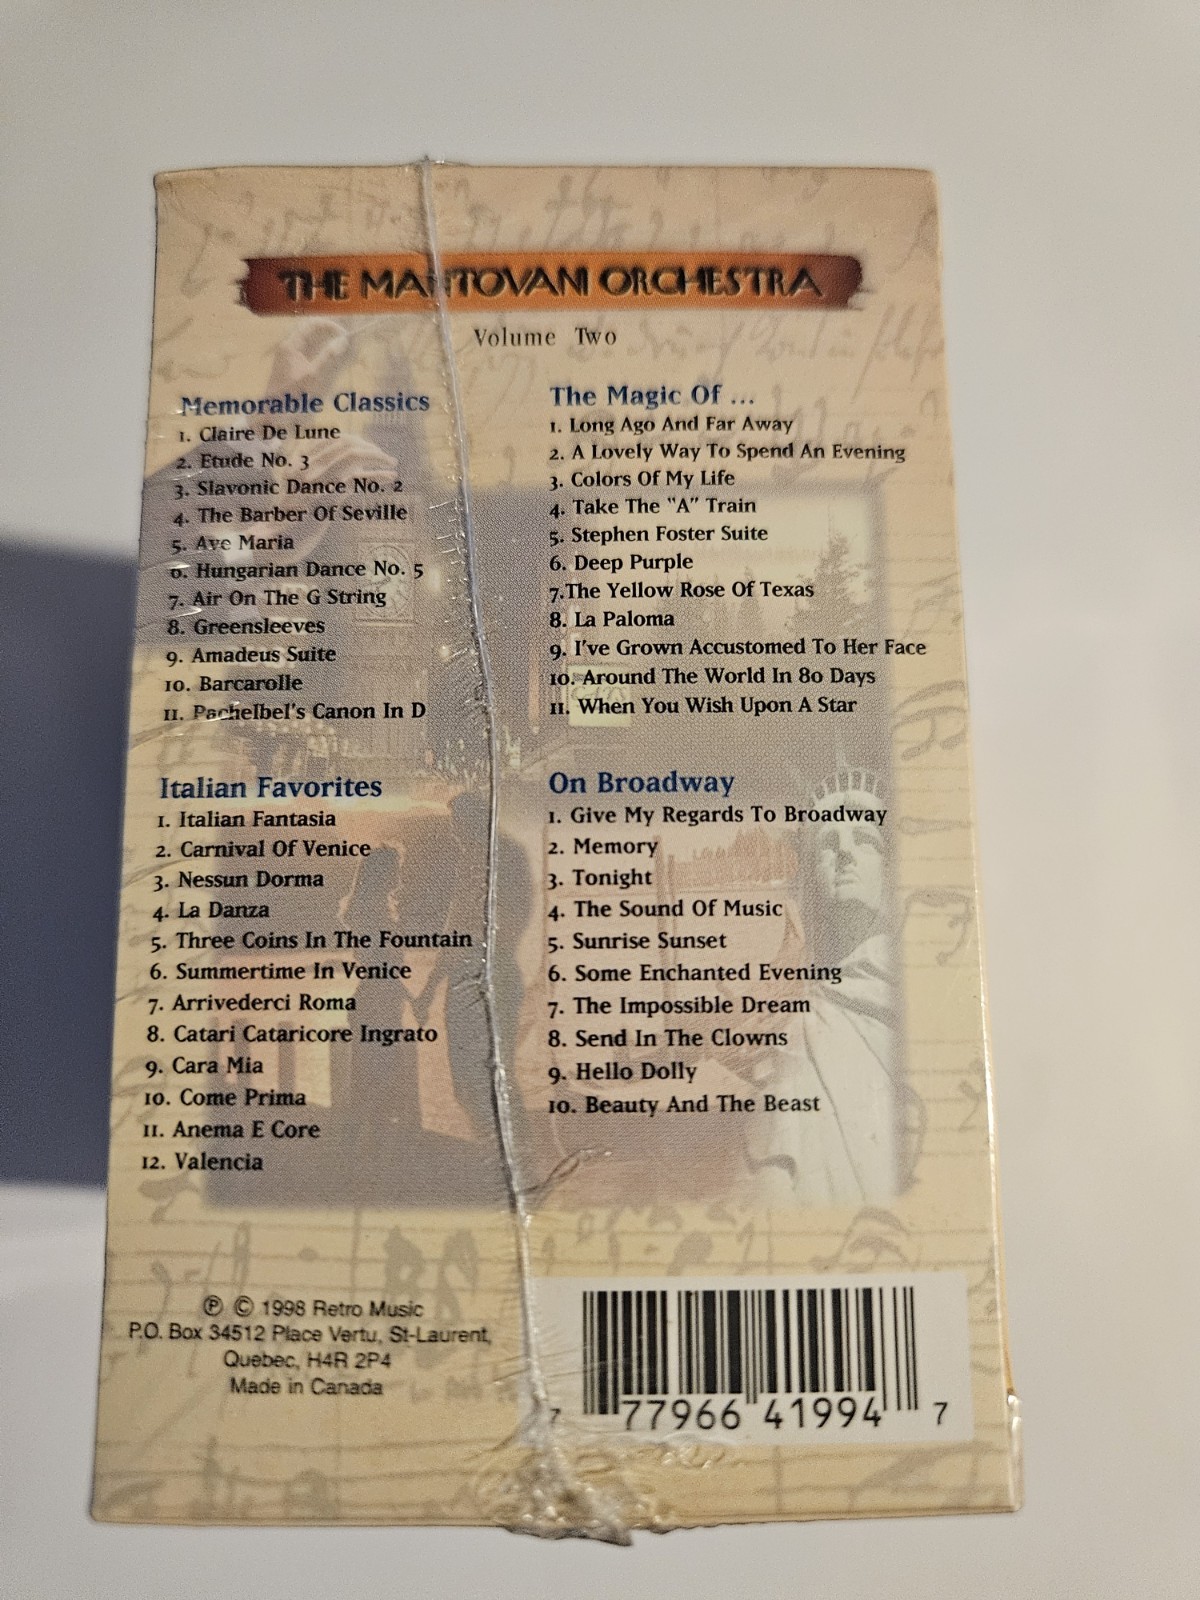 THE MANTOVANI ORCHESTRA
Volume Two
Memorable Classics
1. Claire De Lune
2. Etude No. 3
3. Slavonic Dance No. 2
4. The Barber Of Seville
5. Ave Maria
6. Hungarian Dance No. 5
7. Air On The G String
8. Greensleeves
9. Amadeus Suite
10. Barcarolle
11. Pachelbel's Canon In D
The Magic Of ...
1. Long Ago And Far Away
2. A Lovely Way To Spend An Evening
3. Colors Of My Life
4. Take The "A" Train
5. Stephen Foster Suite
6. Deep Purple
7.The Yellow Rose Of Texas
8. La Paloma
9. I've Grown Accustomed To Her Face
10. Around The World In 80 Days
11. When You Wish Upon A Star
Italian Favorites
1. Italian Fantasia
2. Carnival Of Venice
3. Nessun Dorma
4. La Danza
5. Three Coins In The Fountain
6. Summertime In Venice
7. Arrivederci Roma
8. Catari Cataricore Ingrato
9. Cara Mia
10. Come Prima
11. Anema E Core
12. Valencia
On Broadway
1. Give My Regards To Broadway
2. Memory
3. Tonight
4. The Sound Of Music
5. Sunrise Sunset
6. Some Enchanted Evening
7. The Impossible Dream
8. Send In The Clowns
9. Hello Dolly
10. Beauty And The Beast
℗ © 1998 Retro Music
P.O. Box 34512 Place Vertu, St-Laurent,
Quebec, H4R 2P4
Made in Canada
7 77966 41994 7